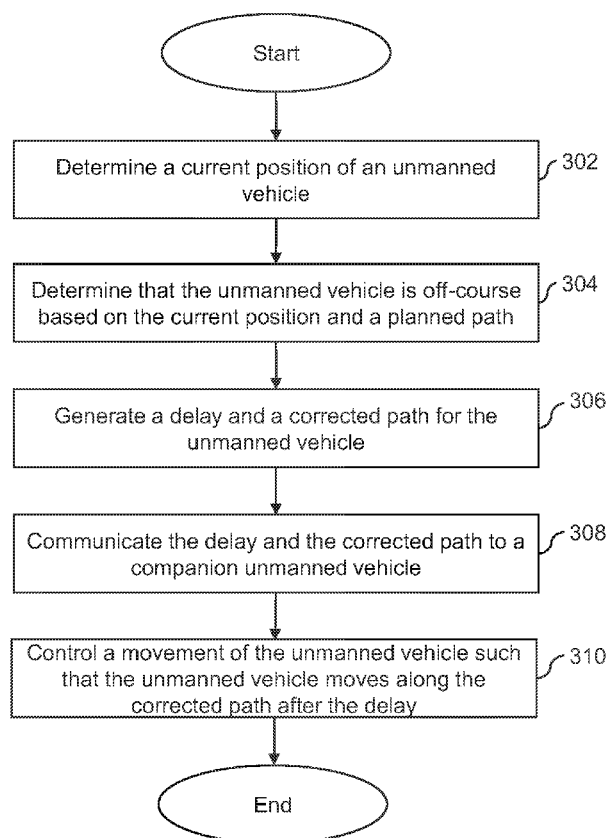 Start
Determine a current position of an unmanned
vehicle
302
Determine that the unmanned vehicle is off-course
based on the current position and a planned path
304
Generate a delay and a corrected path for the
unmanned vehicle
306
Communicate the delay and the corrected path to a
companion unmanned vehicle
308
Control a movement of the unmanned vehicle such
that the unmanned vehicle moves along the
corrected path after the delay
310
End